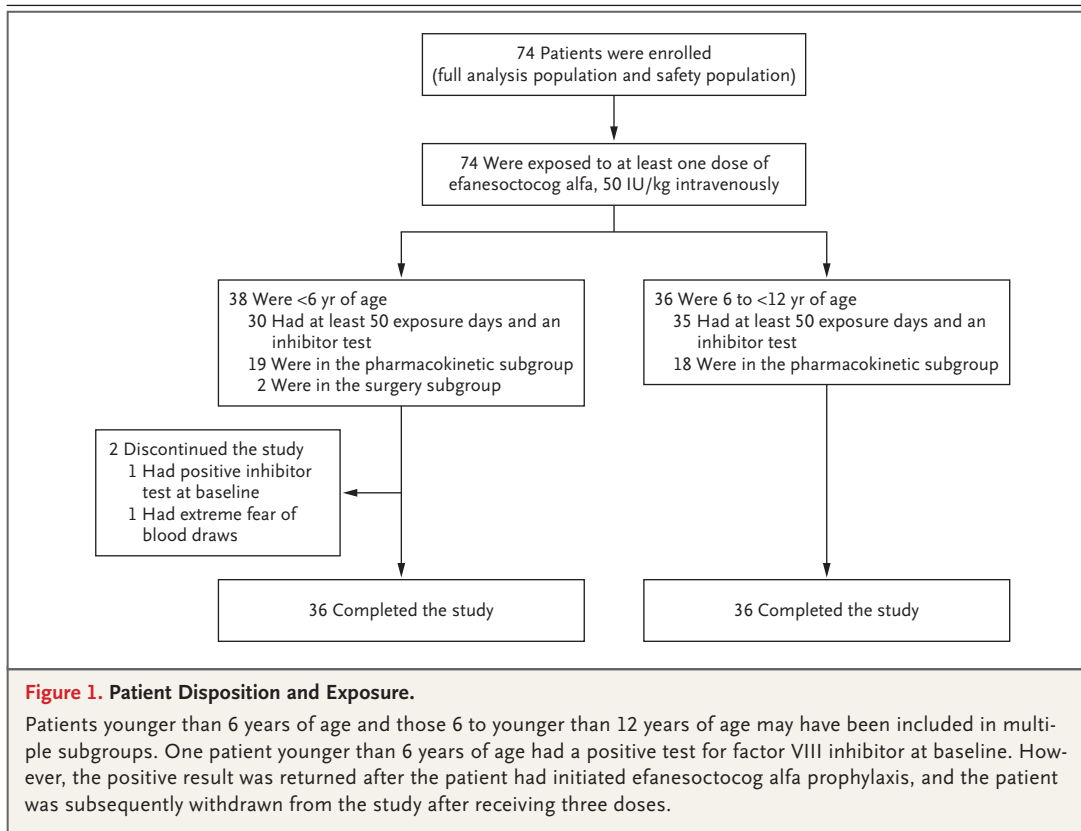 74 Patients were enrolled
(full analysis population and safety population)
74 Were exposed to at least one dose of
efanesoctocog alfa, 50 IU/kg intravenously
38 Were <6 yr of age
30 Had at least 50 exposure days and an
inhibitor test
19 Were in the pharmacokinetic subgroup
2 Were in the surgery subgroup
36 Were 6 to <12 yr of age
35 Had at least 50 exposure days and an
inhibitor test
18 Were in the pharmacokinetic subgroup
2 Discontinued the study
1 Had positive inhibitor
test at baseline
1 Had extreme fear of
blood draws
36 Completed the study
36 Completed the study
Figure 1. Patient Disposition and Exposure.
Patients younger than 6 years of age and those 6 to younger than 12 years of age may have been included in multi-
ple subgroups. One patient younger than 6 years of age had a positive test for factor VIII inhibitor at baseline. How-
ever, the positive result was returned after the patient had initiated efanesoctocog alfa prophylaxis, and the patient
was subsequently withdrawn from the study after receiving three doses.